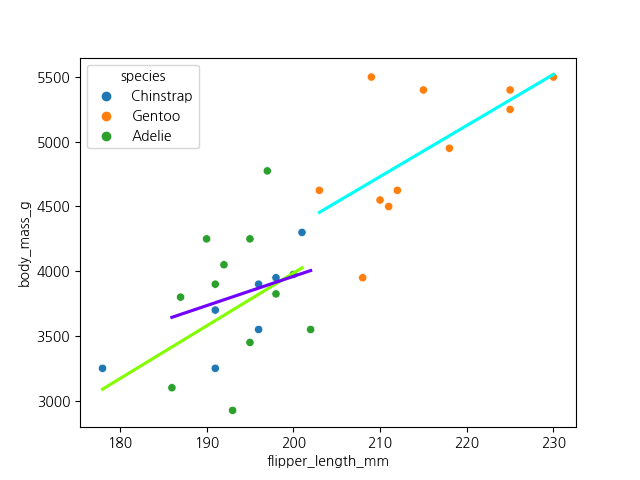 species
Chinstrap
Gentoo
Adelie
5500
5000
4500
4000
3500
3000
body_mass_g
180 190 200 210 220 230
flipper_length_mm